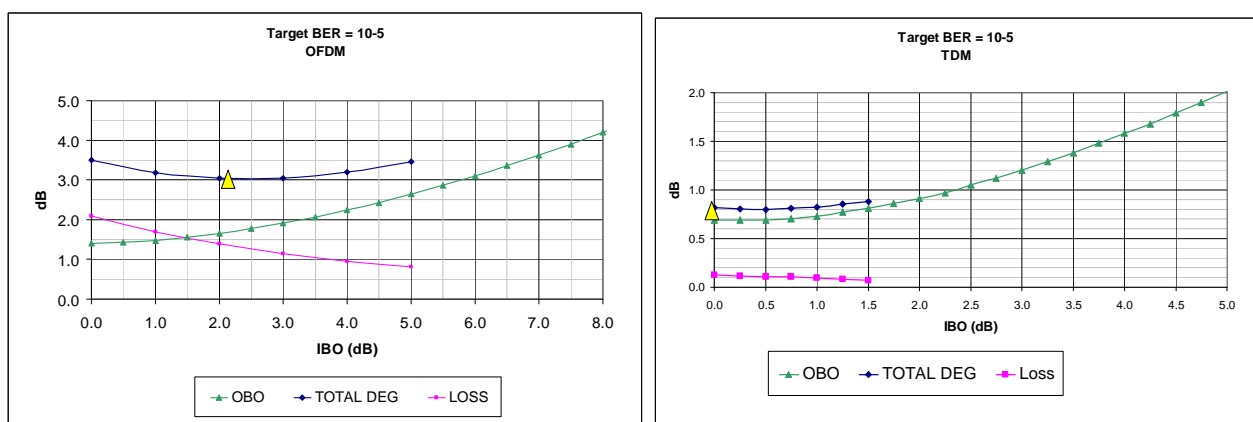 Target BER = 10-5
OFDM
5.0
4.0
3.0
2.0
1.0
0.0
dB
0.0 1.0 2.0 3.0 4.0 5.0 6.0 7.0 8.0
IBO (dB)
OBO TOTAL DEG LOSS
Target BER = 10-5
TDM
2.0
1.5
1.0
0.5
0.0
dB
0.0 0.5 1.0 1.5 2.0 2.5 3.0 3.5 4.0 4.5 5.0
IBO (dB)
OBO TOTAL DEG Loss